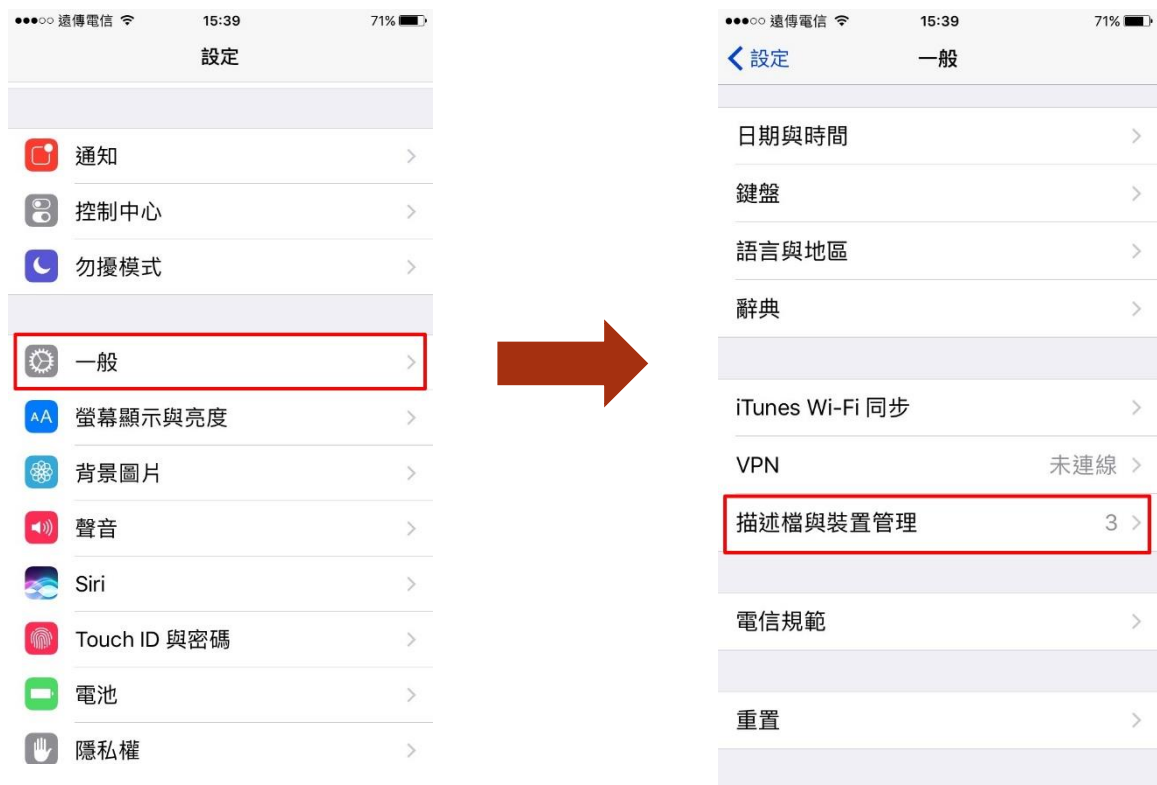 遠傳電信 15:39 71%
設定
通知
控制中心
勿擾模式
一般
AA 螢幕顯示與亮度
背景圖片
聲音
Siri
Touch ID 與密碼
電池
隱私權
遠傳電信 15:39 71%
設定 一般
日期與時間
鍵盤
語言與地區
辭典
iTunes Wi-Fi 同步
VPN 未連線
描述檔與裝置管理 3
電信規範
重置